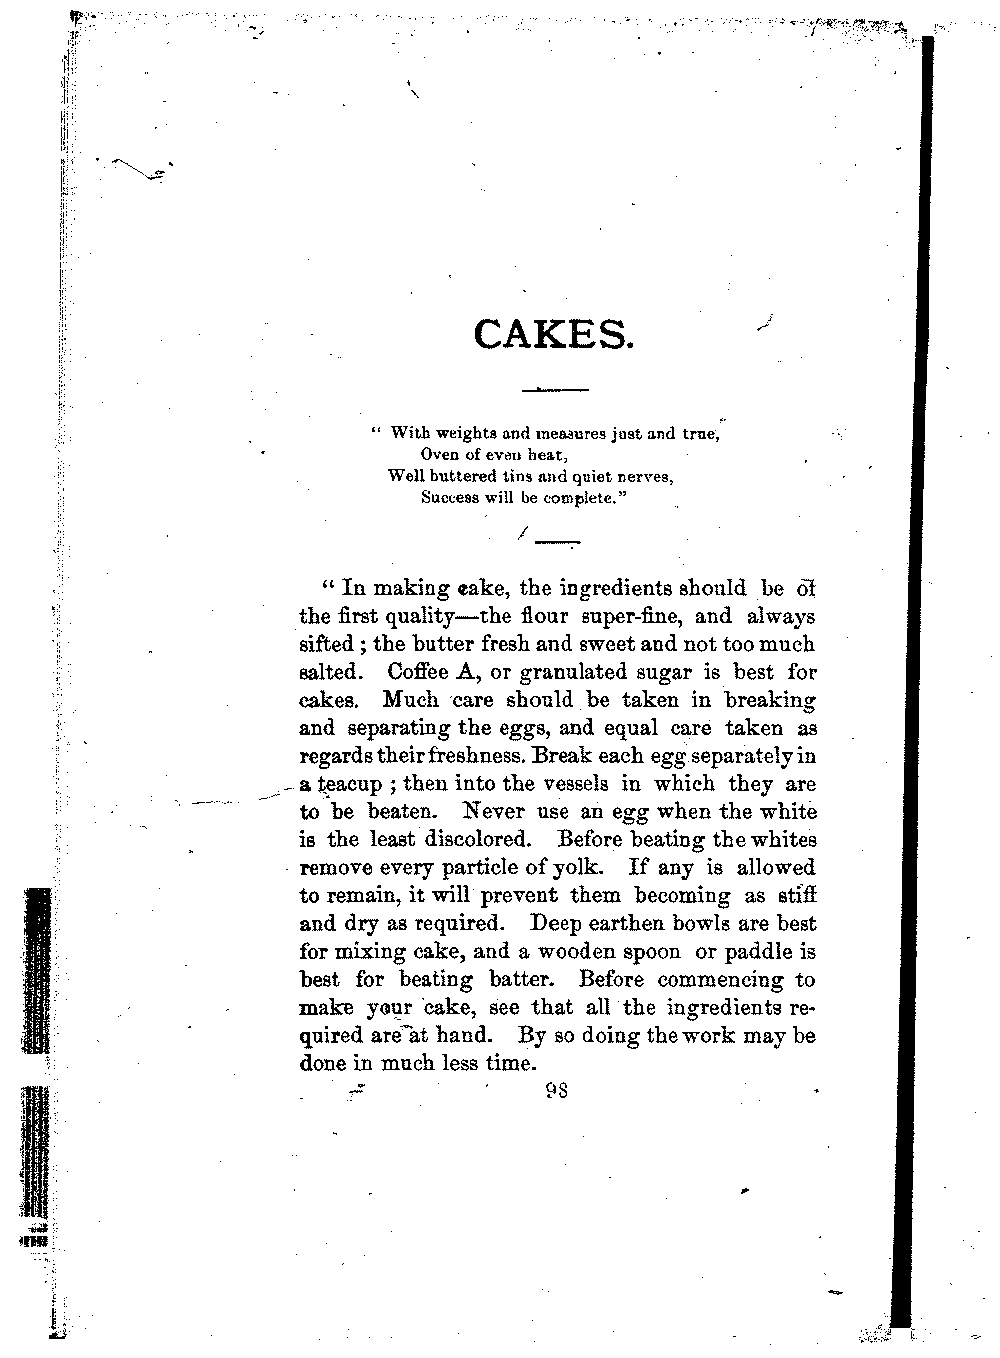 CAKES.
" With weights and measures just and true,
Oven of even heat,
Well buttered tins and quiet nerves,
Success will be complete."
" In making cake, the ingredients should be of
the first quality—the flour super-fine, and always
sifted ; the butter fresh and sweet and not too much
salted. Coffee A, or granulated sugar is best for
cakes. Much care should be taken in breaking
and separating the eggs, and equal care taken as
regards their freshness. Break each egg separately in
a teacup ; then into the vessels in which they are
to be beaten. Never use an egg when the white
is the least discolored. Before beating the whites
remove every particle of yolk. If any is allowed
to remain, it will prevent them becoming as stiff
and dry as required. Deep earthen bowls are best
for mixing cake, and a wooden spoon or paddle is
best for beating batter. Before commencing to
make your cake, see that all the ingredients re-
quired are at hand. By so doing the work may be
done in much less time.
98